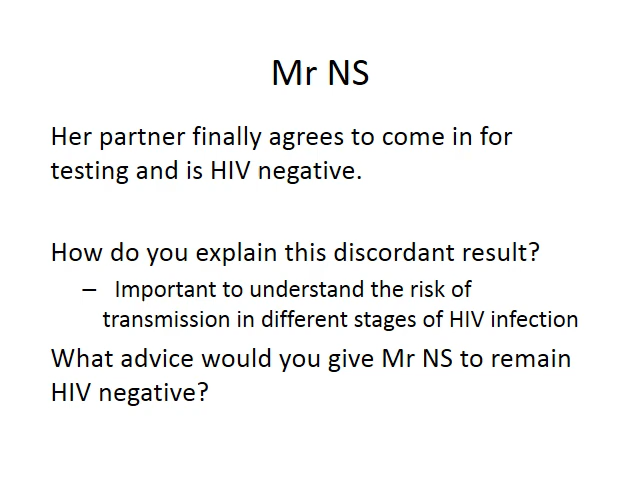 Mr NS
Her partner finally agrees to come in for
testing and is HIV negative.
How do you explain this discordant result?
– Important to understand the risk of
transmission in different stages of HIV infection
What advice would you give Mr NS to remain
HIV negative?